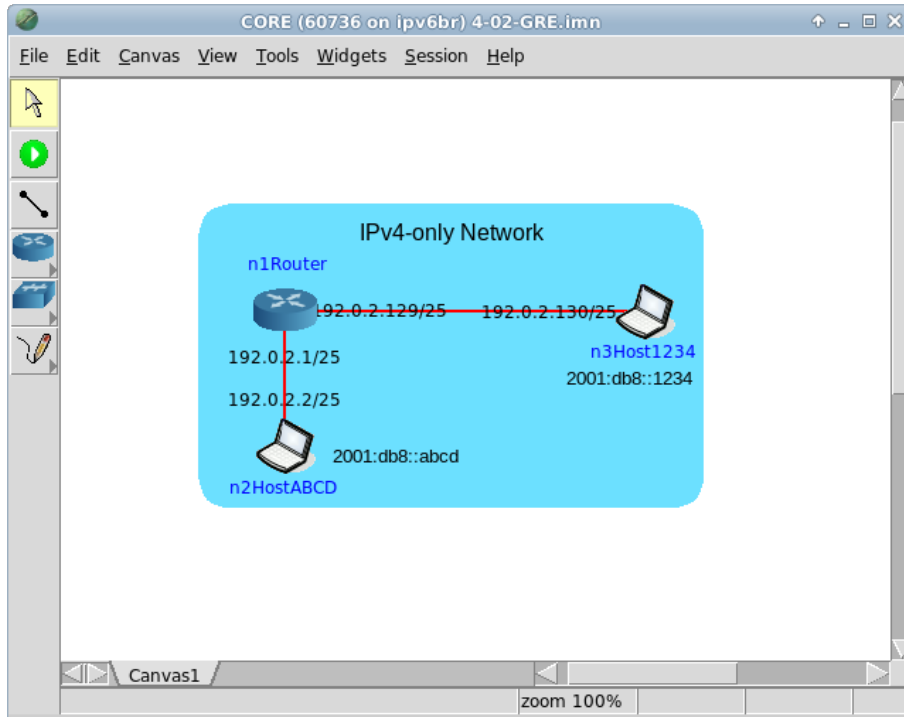 CORE (60736 on ipv6br) 4-02-GRE.imn
File Edit Canvas View Tools Widgets Session Help
IPv4-only Network
n1Router
192.0.2.129/25 192.0.2.130/25
192.0.2.1/25
n3Host1234
2001:db8::1234
192.0.2.2/25
2001:db8::abcd
n2HostABCD
Canvas1
zoom 100%